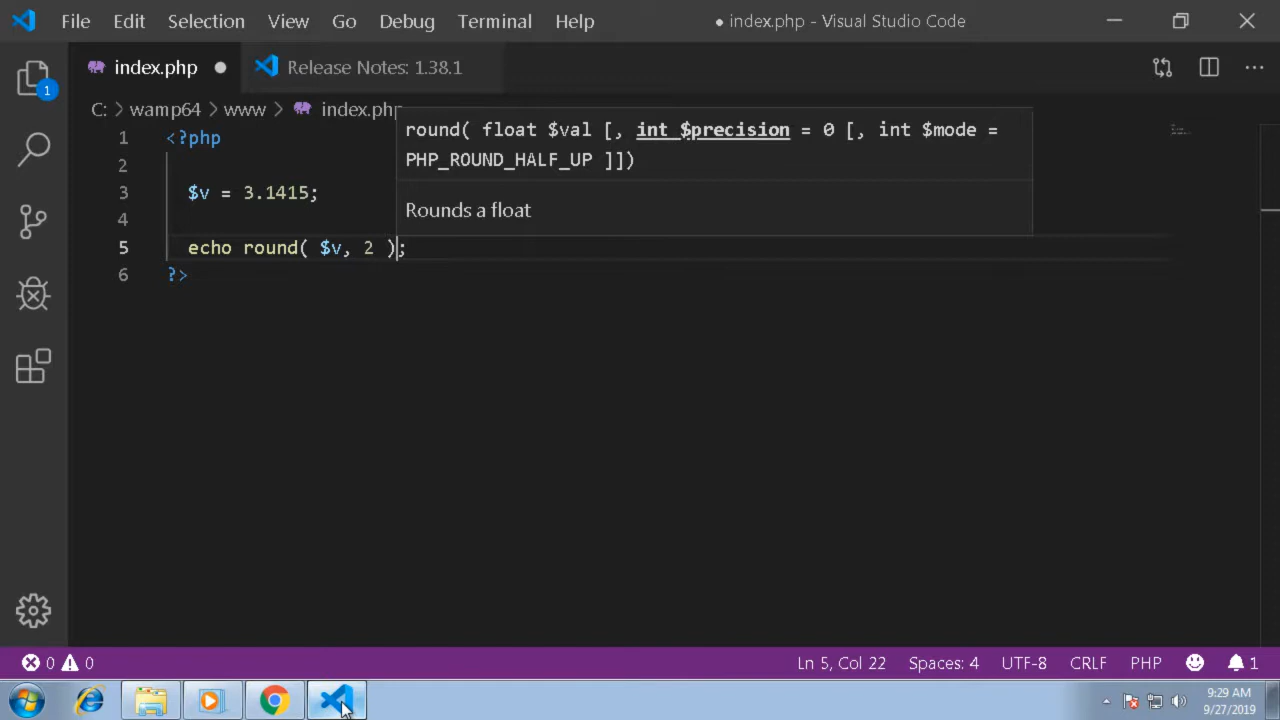 File Edit Selection View Go Debug Terminal Help ● index.php - Visual Studio Code
index.php ● Release Notes: 1.38.1
C: > wamp64 > www > index.php
1 <?php
2
3 $v = 3.1415;
4
5 echo round( $v, 2 );
6 ?>
round( float $val [, int $precision = 0 [, int $mode =
PHP_ROUND_HALF_UP ]])
Rounds a float
1
0 0 Ln 5, Col 22 Spaces: 4 UTF-8 CRLF PHP 1
9:29 AM
9/27/2019